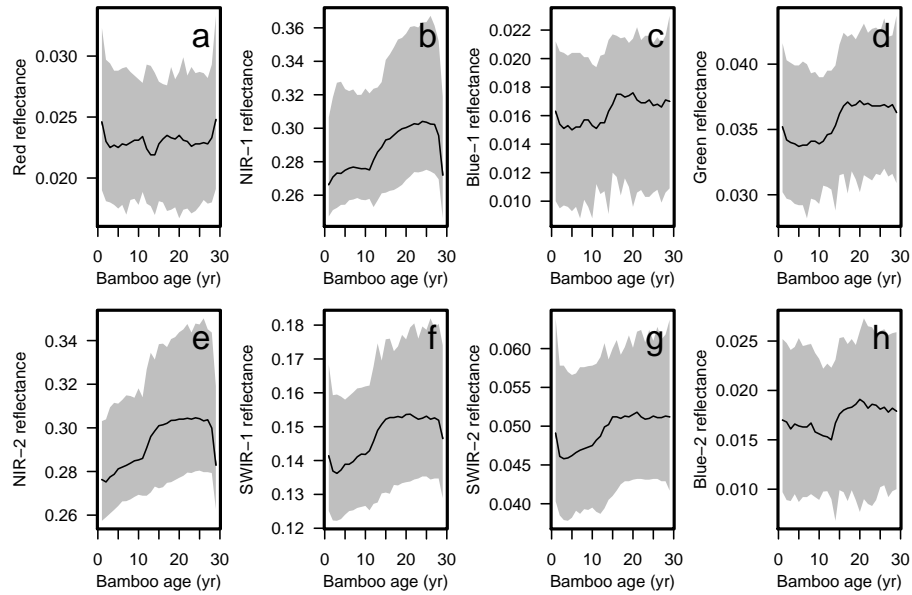 a
Red reflectance
0.030
0.025
0.020
0 10 20 30
Bamboo age (yr)
b
NIR−1 reflectance
0.36
0.34
0.32
0.30
0.28
0.26
0 10 20 30
Bamboo age (yr)
c
Blue−1 reflectance
0.022
0.020
0.018
0.016
0.014
0.012
0.010
0 10 20 30
Bamboo age (yr)
d
Green reflectance
0.040
0.035
0.030
0 10 20 30
Bamboo age (yr)
e
NIR−2 reflectance
0.34
0.32
0.30
0.28
0.26
0 10 20 30
Bamboo age (yr)
f
SWIR−1 reflectance
0.18
0.17
0.16
0.15
0.14
0.13
0.12
0 10 20 30
Bamboo age (yr)
g
SWIR−2 reflectance
0.060
0.055
0.050
0.045
0.040
0 10 20 30
Bamboo age (yr)
h
Blue−2 reflectance
0.025
0.020
0.015
0.010
0 10 20 30
Bamboo age (yr)